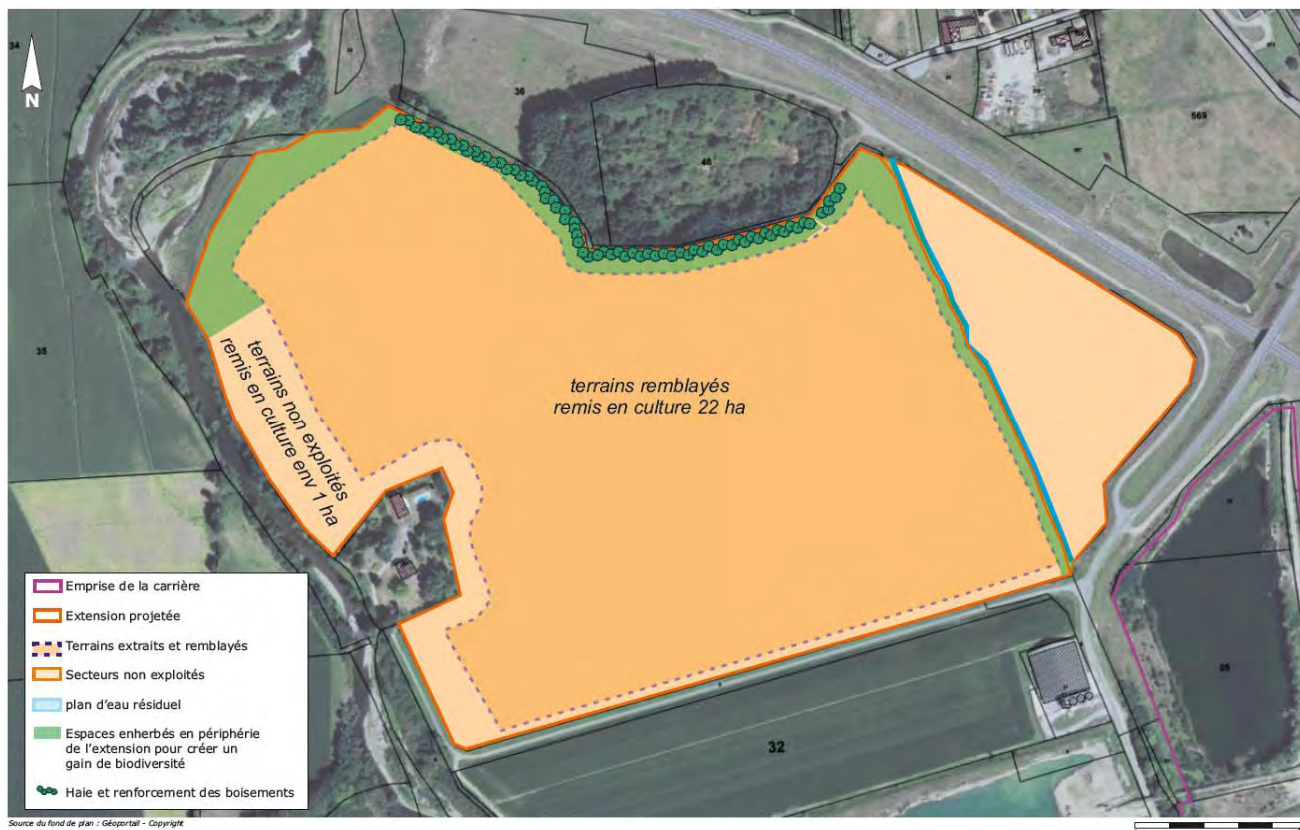 34
36
N
48
569
35
terrains non exploités
remis en culture env 1 ha
terrains remblayés
remis en culture 22 ha
Emprise de la carrière
Extension projetée
Terrains extraits et remblayés
Secteurs non exploités
plan d'eau résiduel
Espaces enherbés en périphérie
de l'extension pour créer un
gain de biodiversité
Haie et renforcement des boisements
32
Source du fond de plan : Géoportail - Copyright